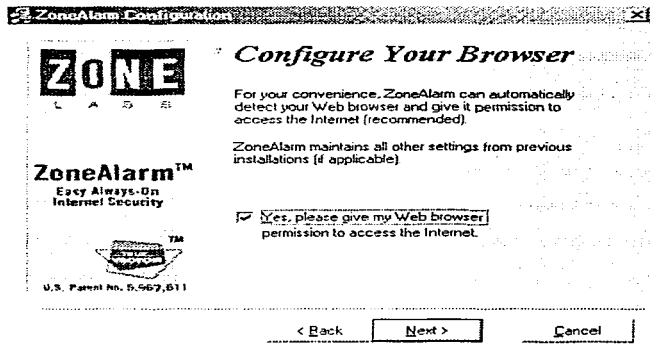 ZoneAlarm Configuration
ZONE
LABS
ZoneAlarm™
Easy Always-On
Internet Security
TM
U.S. Patent No. 5,987,611
Configure Your Browser
For your convenience, ZoneAlarm can automatically
detect your Web browser and give it permission to
access the Internet (recommended).
ZoneAlarm maintains all other settings from previous
installations (if applicable)
Yes, please give my Web browser
permission to access the Internet.
< Back
Next >
Cancel